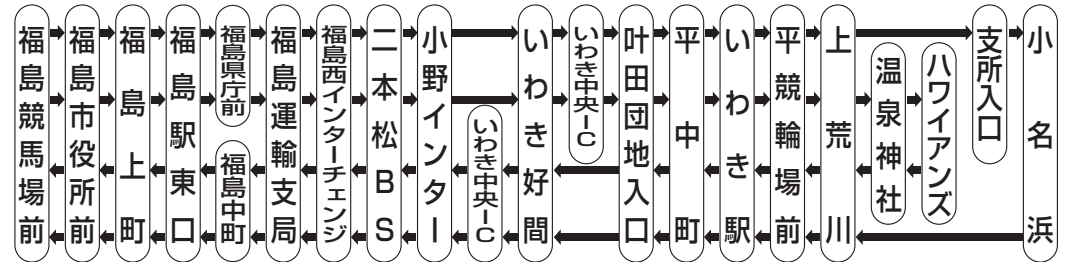 福島競馬場前
福島市役所前
福島上町
福島駅東口
福島県庁前
福島中町
福島運輸支局
福島西インターチェンジ
二本松BS
小野インター
いわき中央IC
いわき好間
いわき中央IC
叶田団地入口
平中町
いわき駅
平競輪場前
上荒川
温泉神社
ハワイアンズ
支所入口
小名浜